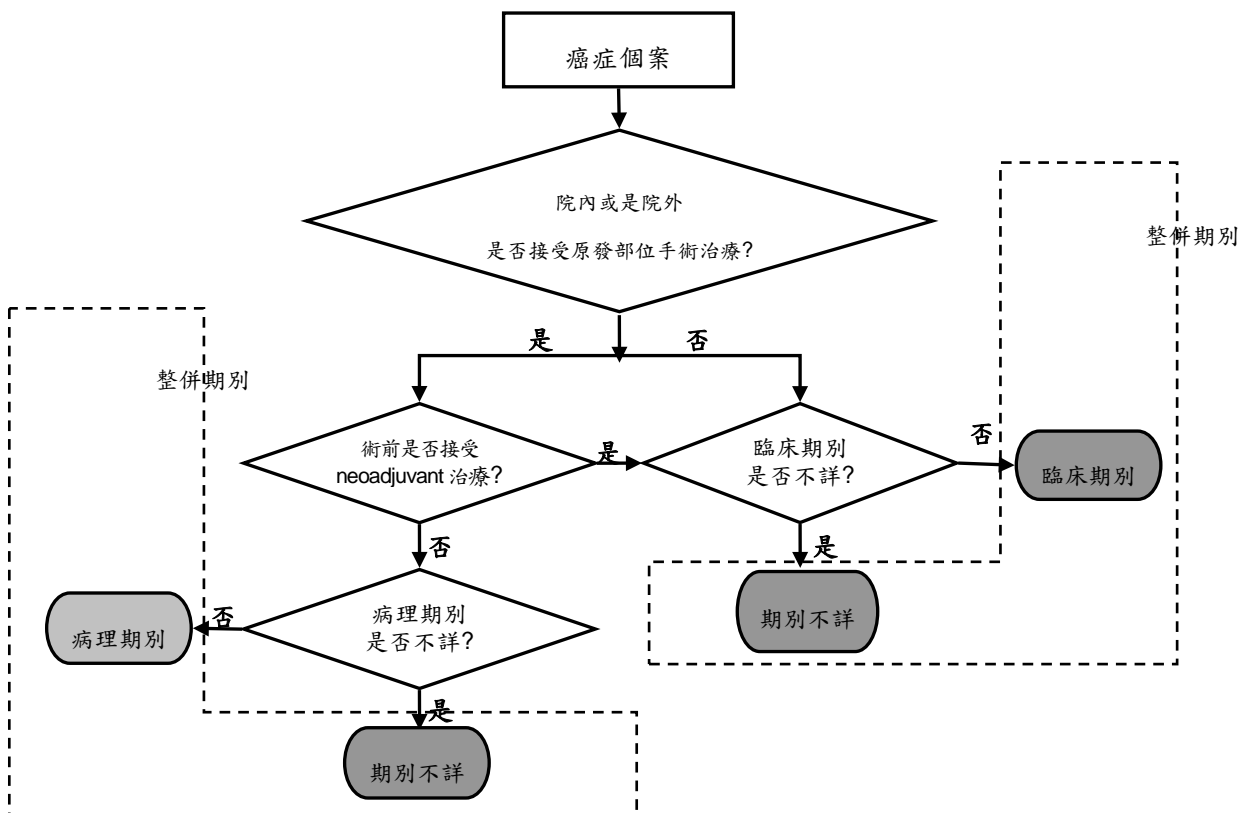 癌症個案
院內或是院外
是否接受原發部位手術治療?
整併期別
是
否
整併期別
術前是否接受
neoadjuvant 治療?
是
臨床期別
是否不詳?
否
臨床期別
否
是
期別不詳
病理期別
是否不詳?
否
病理期別
是
期別不詳